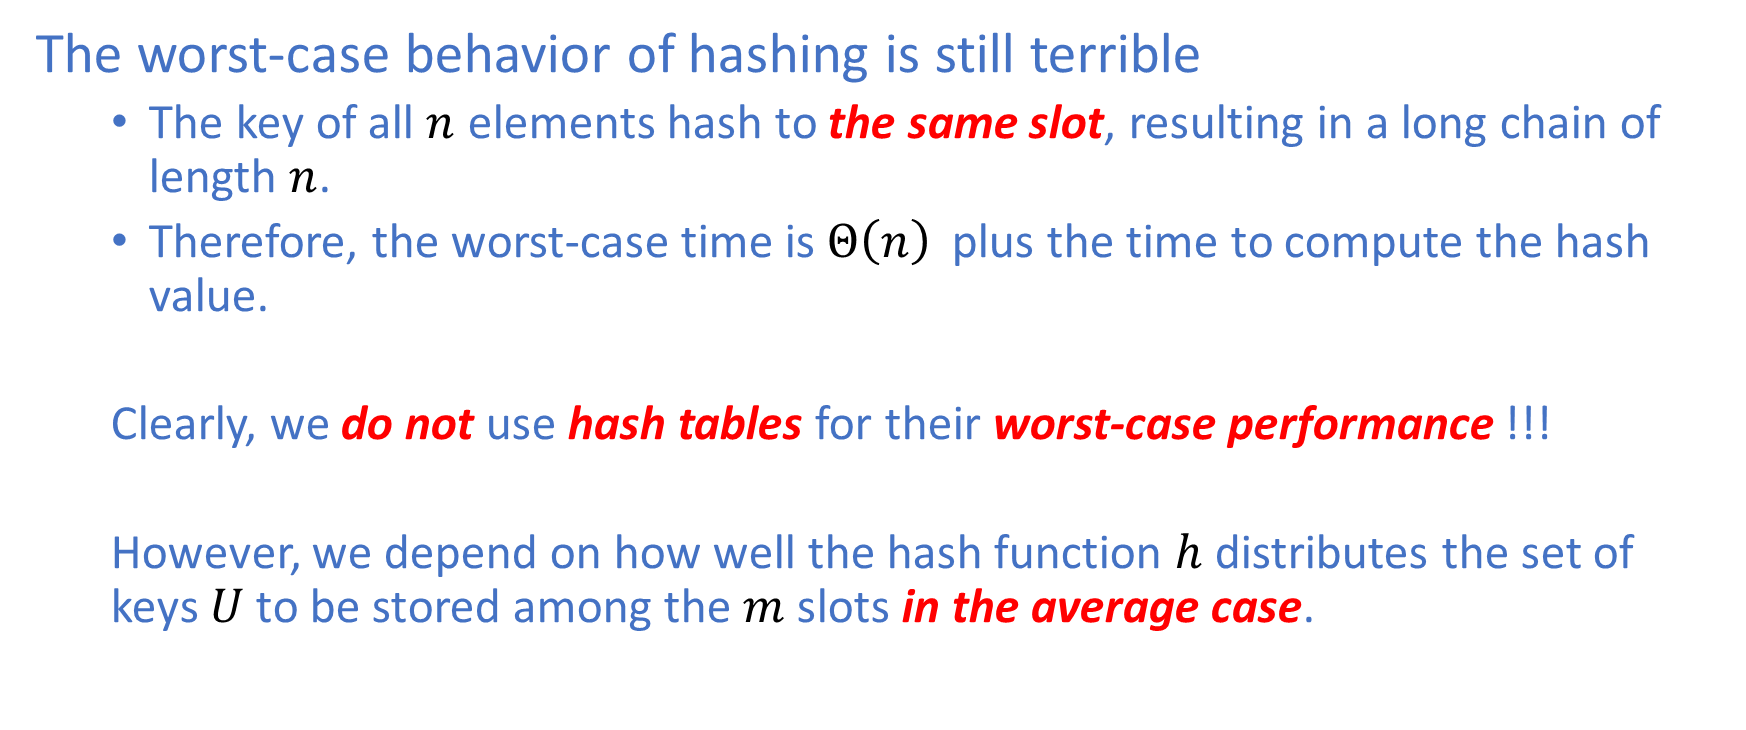 The worst-case behavior of hashing is still terrible
• The key of all n elements hash to the same slot, resulting in a long chain of
length n.
• Therefore, the worst-case time is Θ(n) plus the time to compute the hash
value.
Clearly, we do not use hash tables for their worst-case performance !!!
However, we depend on how well the hash function h distributes the set of
keys U to be stored among the m slots in the average case.